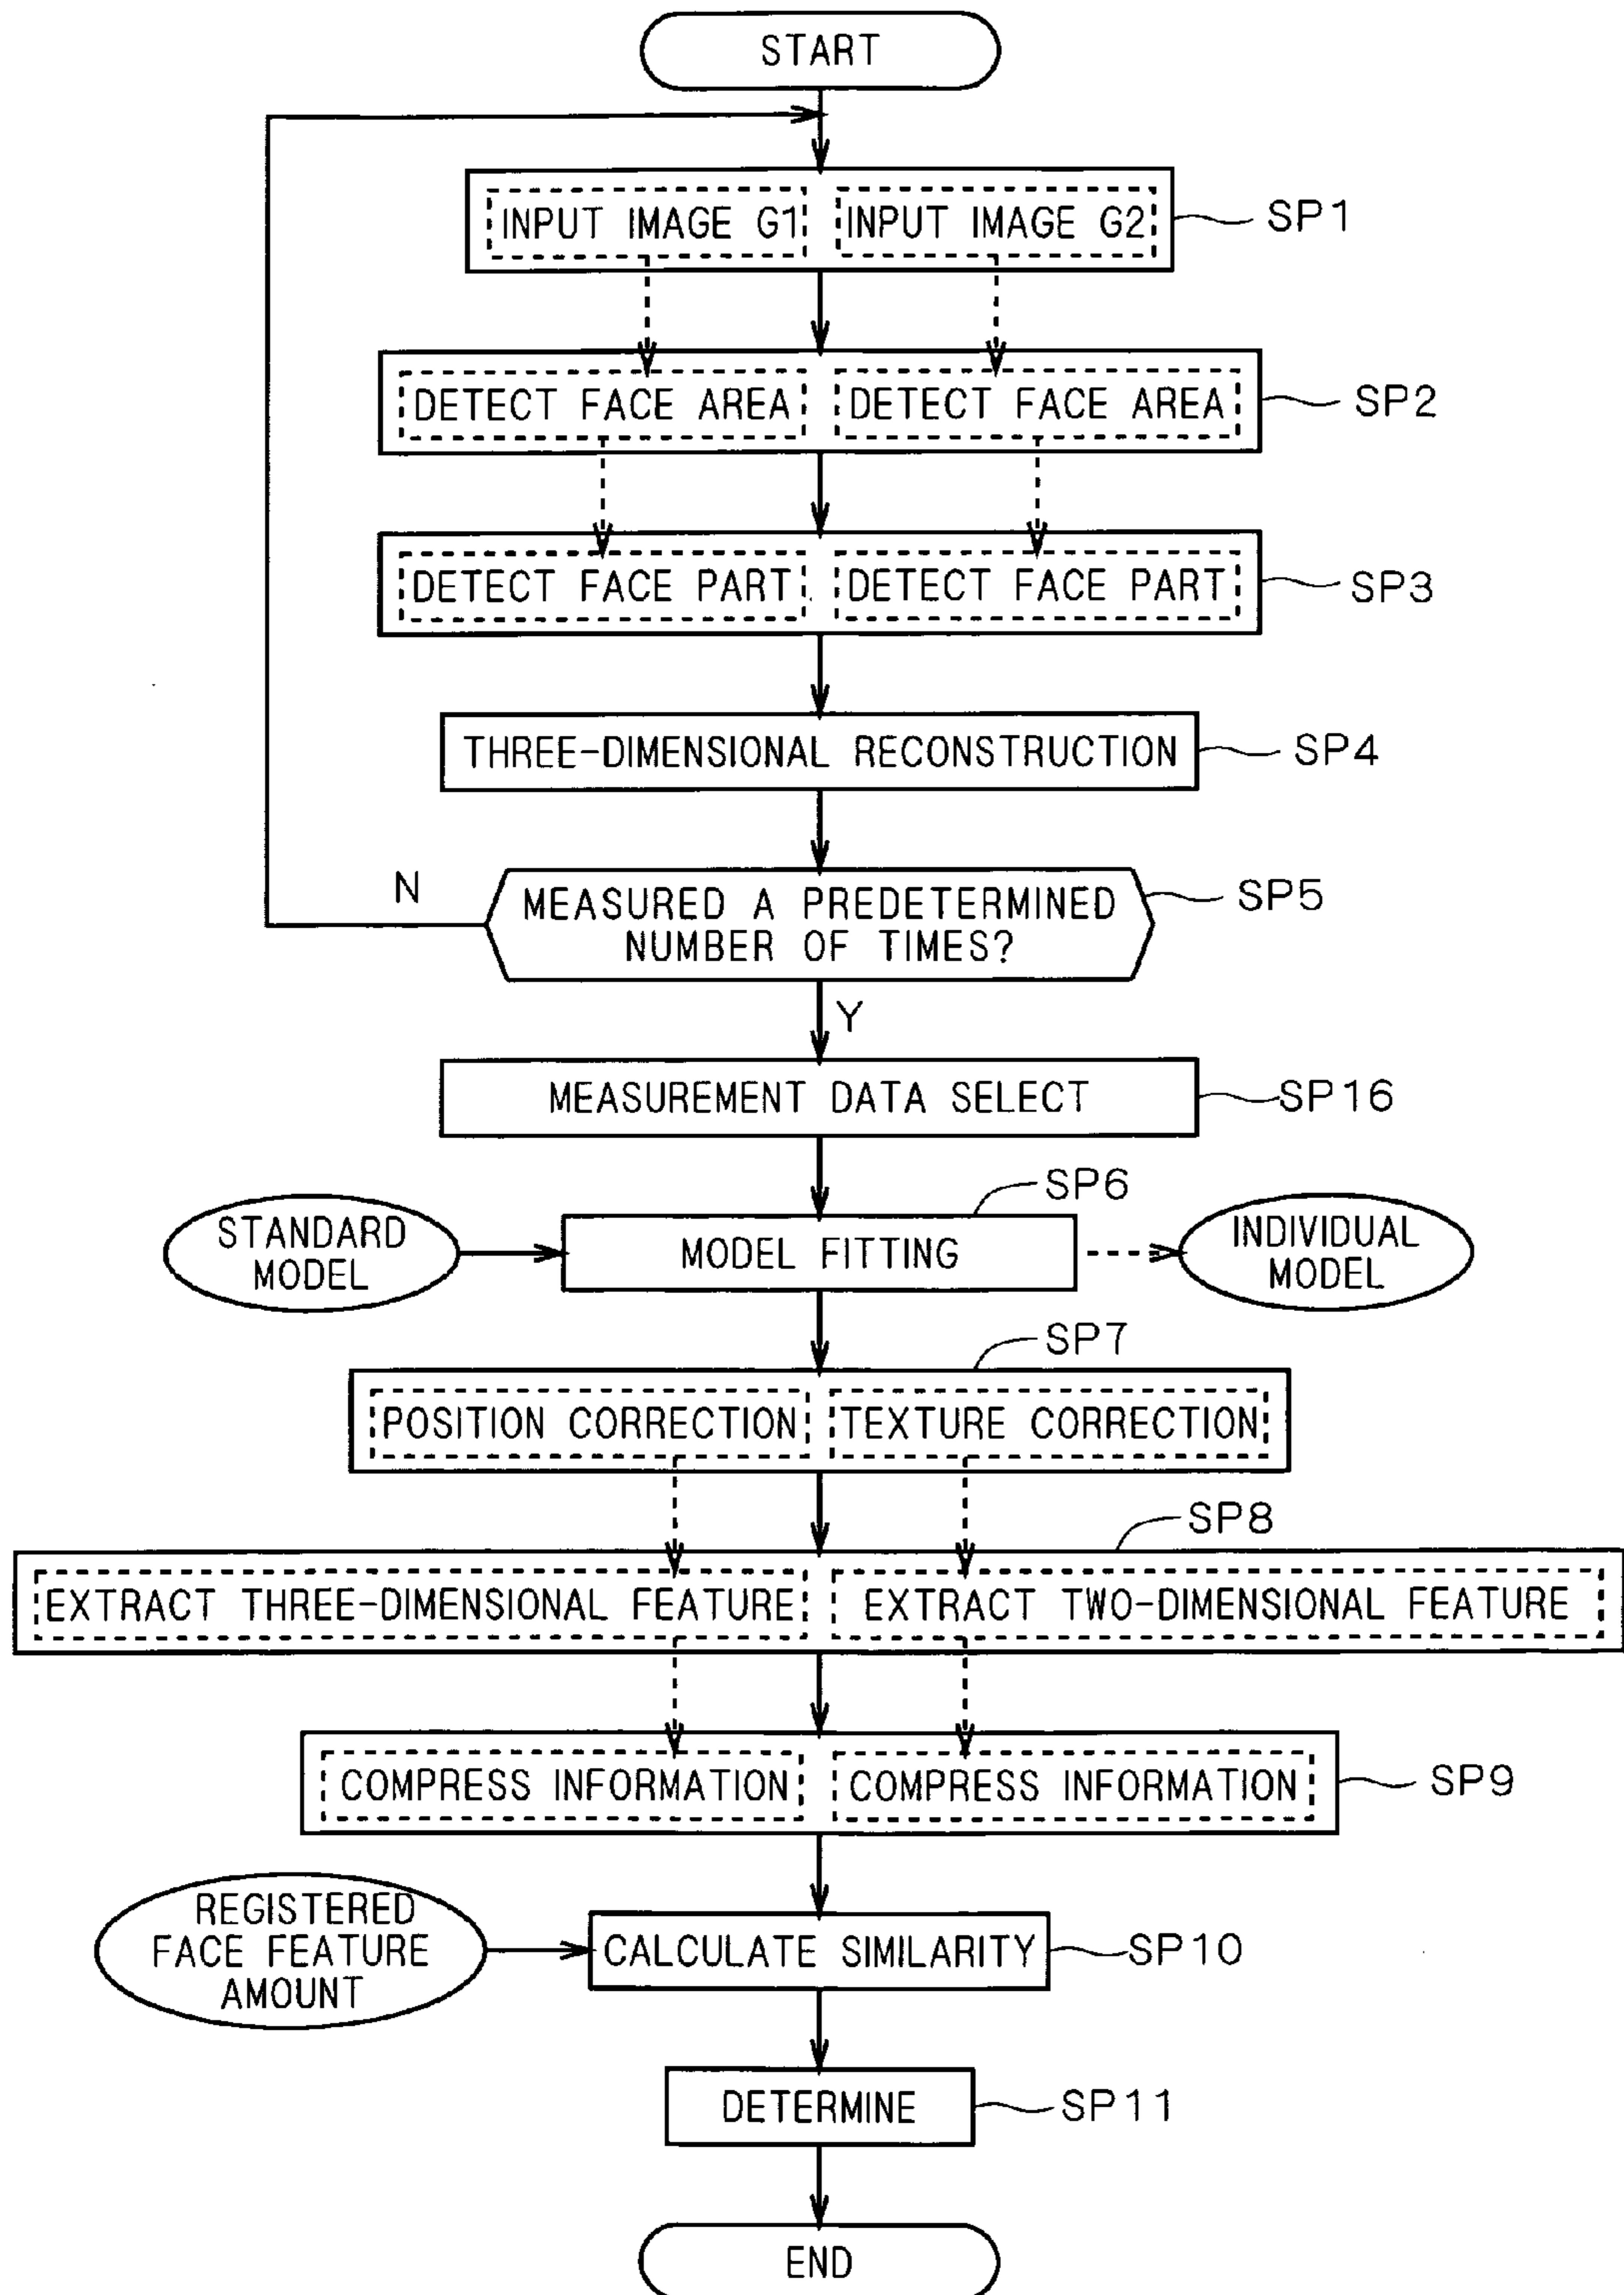 START
INPUT IMAGE G1
INPUT IMAGE G2
SP1
DETECT FACE AREA
DETECT FACE AREA
SP2
DETECT FACE PART
DETECT FACE PART
SP3
THREE-DIMENSIONAL RECONSTRUCTION
SP4
N
MEASURED A PREDETERMINED
NUMBER OF TIMES?
SP5
Y
MEASUREMENT DATA SELECT
SP16
SP6
STANDARD
MODEL
MODEL FITTING
INDIVIDUAL
MODEL
SP7
POSITION CORRECTION
TEXTURE CORRECTION
SP8
EXTRACT THREE-DIMENSIONAL FEATURE
EXTRACT TWO-DIMENSIONAL FEATURE
COMPRESS INFORMATION
COMPRESS INFORMATION
SP9
REGISTERED
FACE FEATURE
AMOUNT
CALCULATE SIMILARITY
SP10
DETERMINE
SP11
END